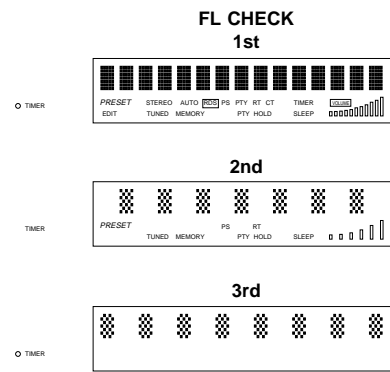 FL CHECK
1st
PRESET STEREO AUTO RDS PS PTY RT CT TIMER VOLUME
TIMER
EDIT TUNED MEMORY PTY HOLD SLEEP
2nd
PRESET PS RT
TIMER
TUNED MEMORY PTY HOLD SLEEP
3rd
TIMER